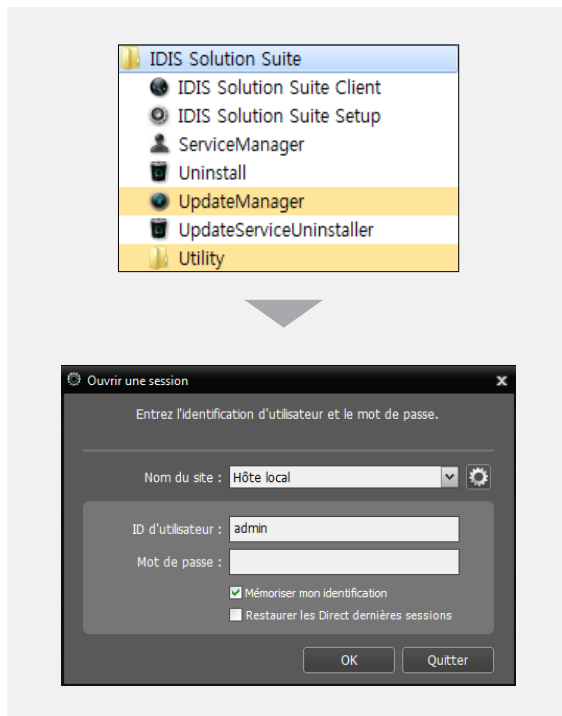 IDIS Solution Suite
IDIS Solution Suite Client
IDIS Solution Suite Setup
ServiceManager
Uninstall
UpdateManager
UpdateServiceUninstaller
Utility
Ouvrir une session
x
Entrez l'identification d'utilisateur et le mot de passe.
Nom du site : Hôte local
ID d'utilisateur : admin
Mot de passe :
Mémoriser mon identification
Restaurer les Direct dernières sessions
OK Quitter